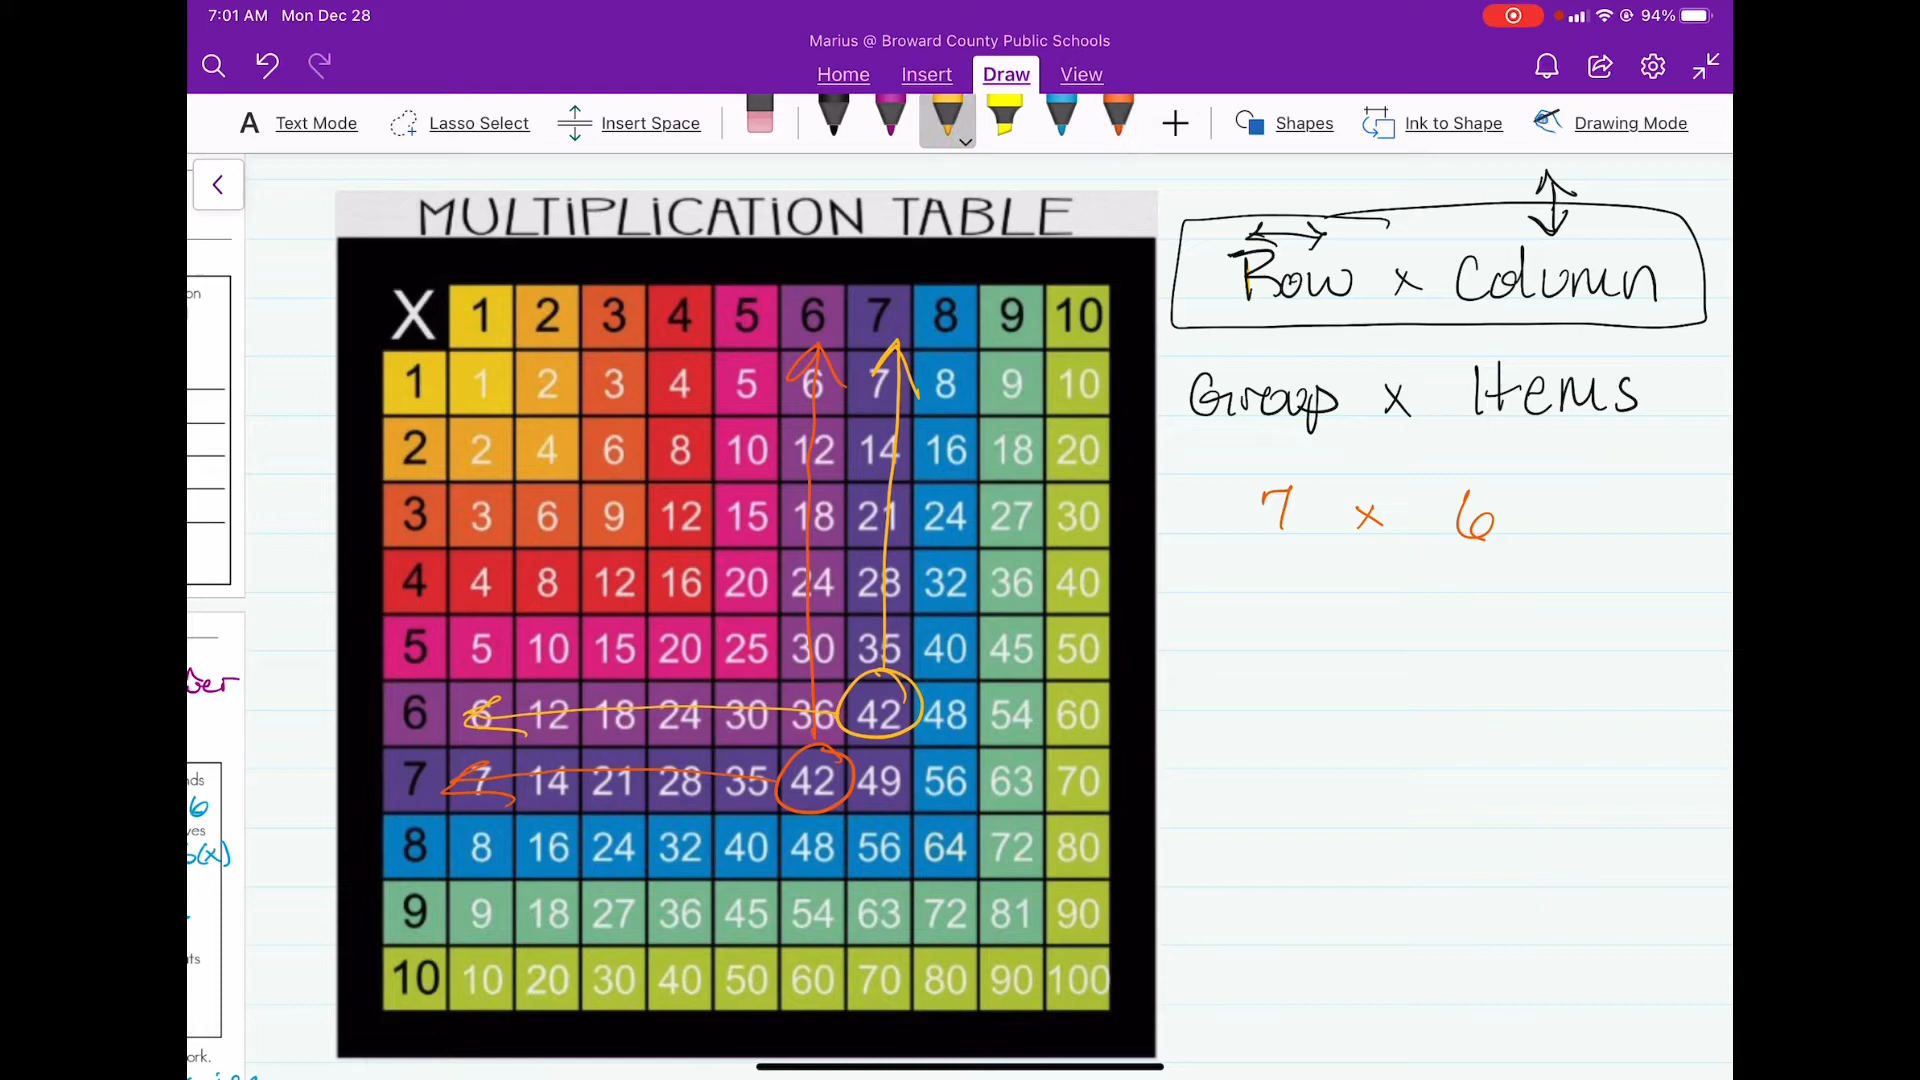 7:01 AM Mon Dec 28
94%
Marius @ Broward County Public Schools
Home Insert Draw View
A Text Mode Lasso Select Insert Space Shapes Ink to Shape Drawing Mode
MULTiPLiCATiON TABLE
X 1 2 3 4 5 6 7 8 9 10
1 1 2 3 4 5 6 7 8 9 10
2 2 4 6 8 10 12 14 16 18 20
3 3 6 9 12 15 18 21 24 27 30
4 4 8 12 16 20 24 28 32 36 40
5 5 10 15 20 25 30 35 40 45 50
6 6 12 18 24 30 36 42 48 54 60
7 7 14 21 28 35 42 49 56 63 70
8 8 16 24 32 40 48 56 64 72 80
9 9 18 27 36 45 54 63 72 81 90
10 10 20 30 40 50 60 70 80 90 100
Row x Column
Group x Items
7 x 6